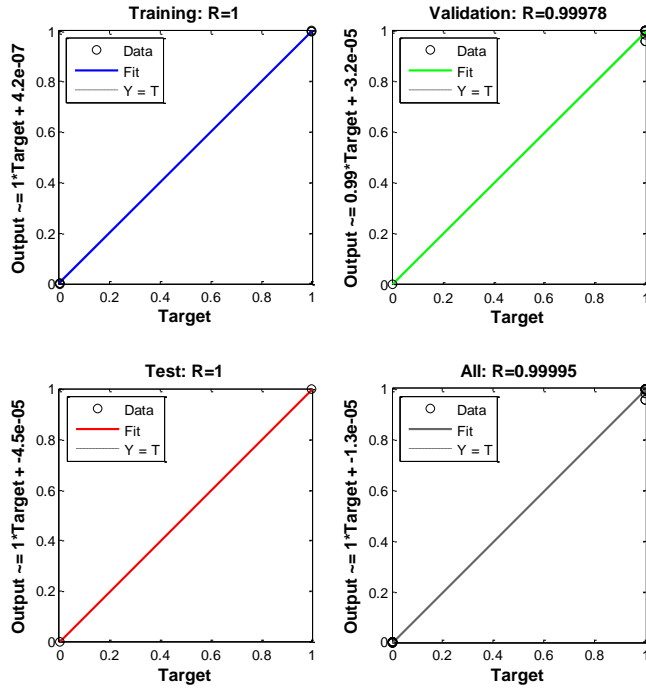 Training: R=1
Output ~= 1*Target + 4.2e-07
1
0.8
0.6
0.4
0.2
0
Data
Fit
Y = T
0 0.2 0.4 0.6 0.8 1
Target
Validation: R=0.99978
Output ~= 0.99*Target + -3.2e-05
1
0.8
0.6
0.4
0.2
0
Data
Fit
Y = T
0 0.2 0.4 0.6 0.8 1
Target
Test: R=1
Output ~= 1*Target + -4.5e-05
1
0.8
0.6
0.4
0.2
0
Data
Fit
Y = T
0 0.2 0.4 0.6 0.8 1
Target
All: R=0.99995
Output ~= 1*Target + -1.3e-05
1
0.8
0.6
0.4
0.2
0
Data
Fit
Y = T
0 0.2 0.4 0.6 0.8 1
Target